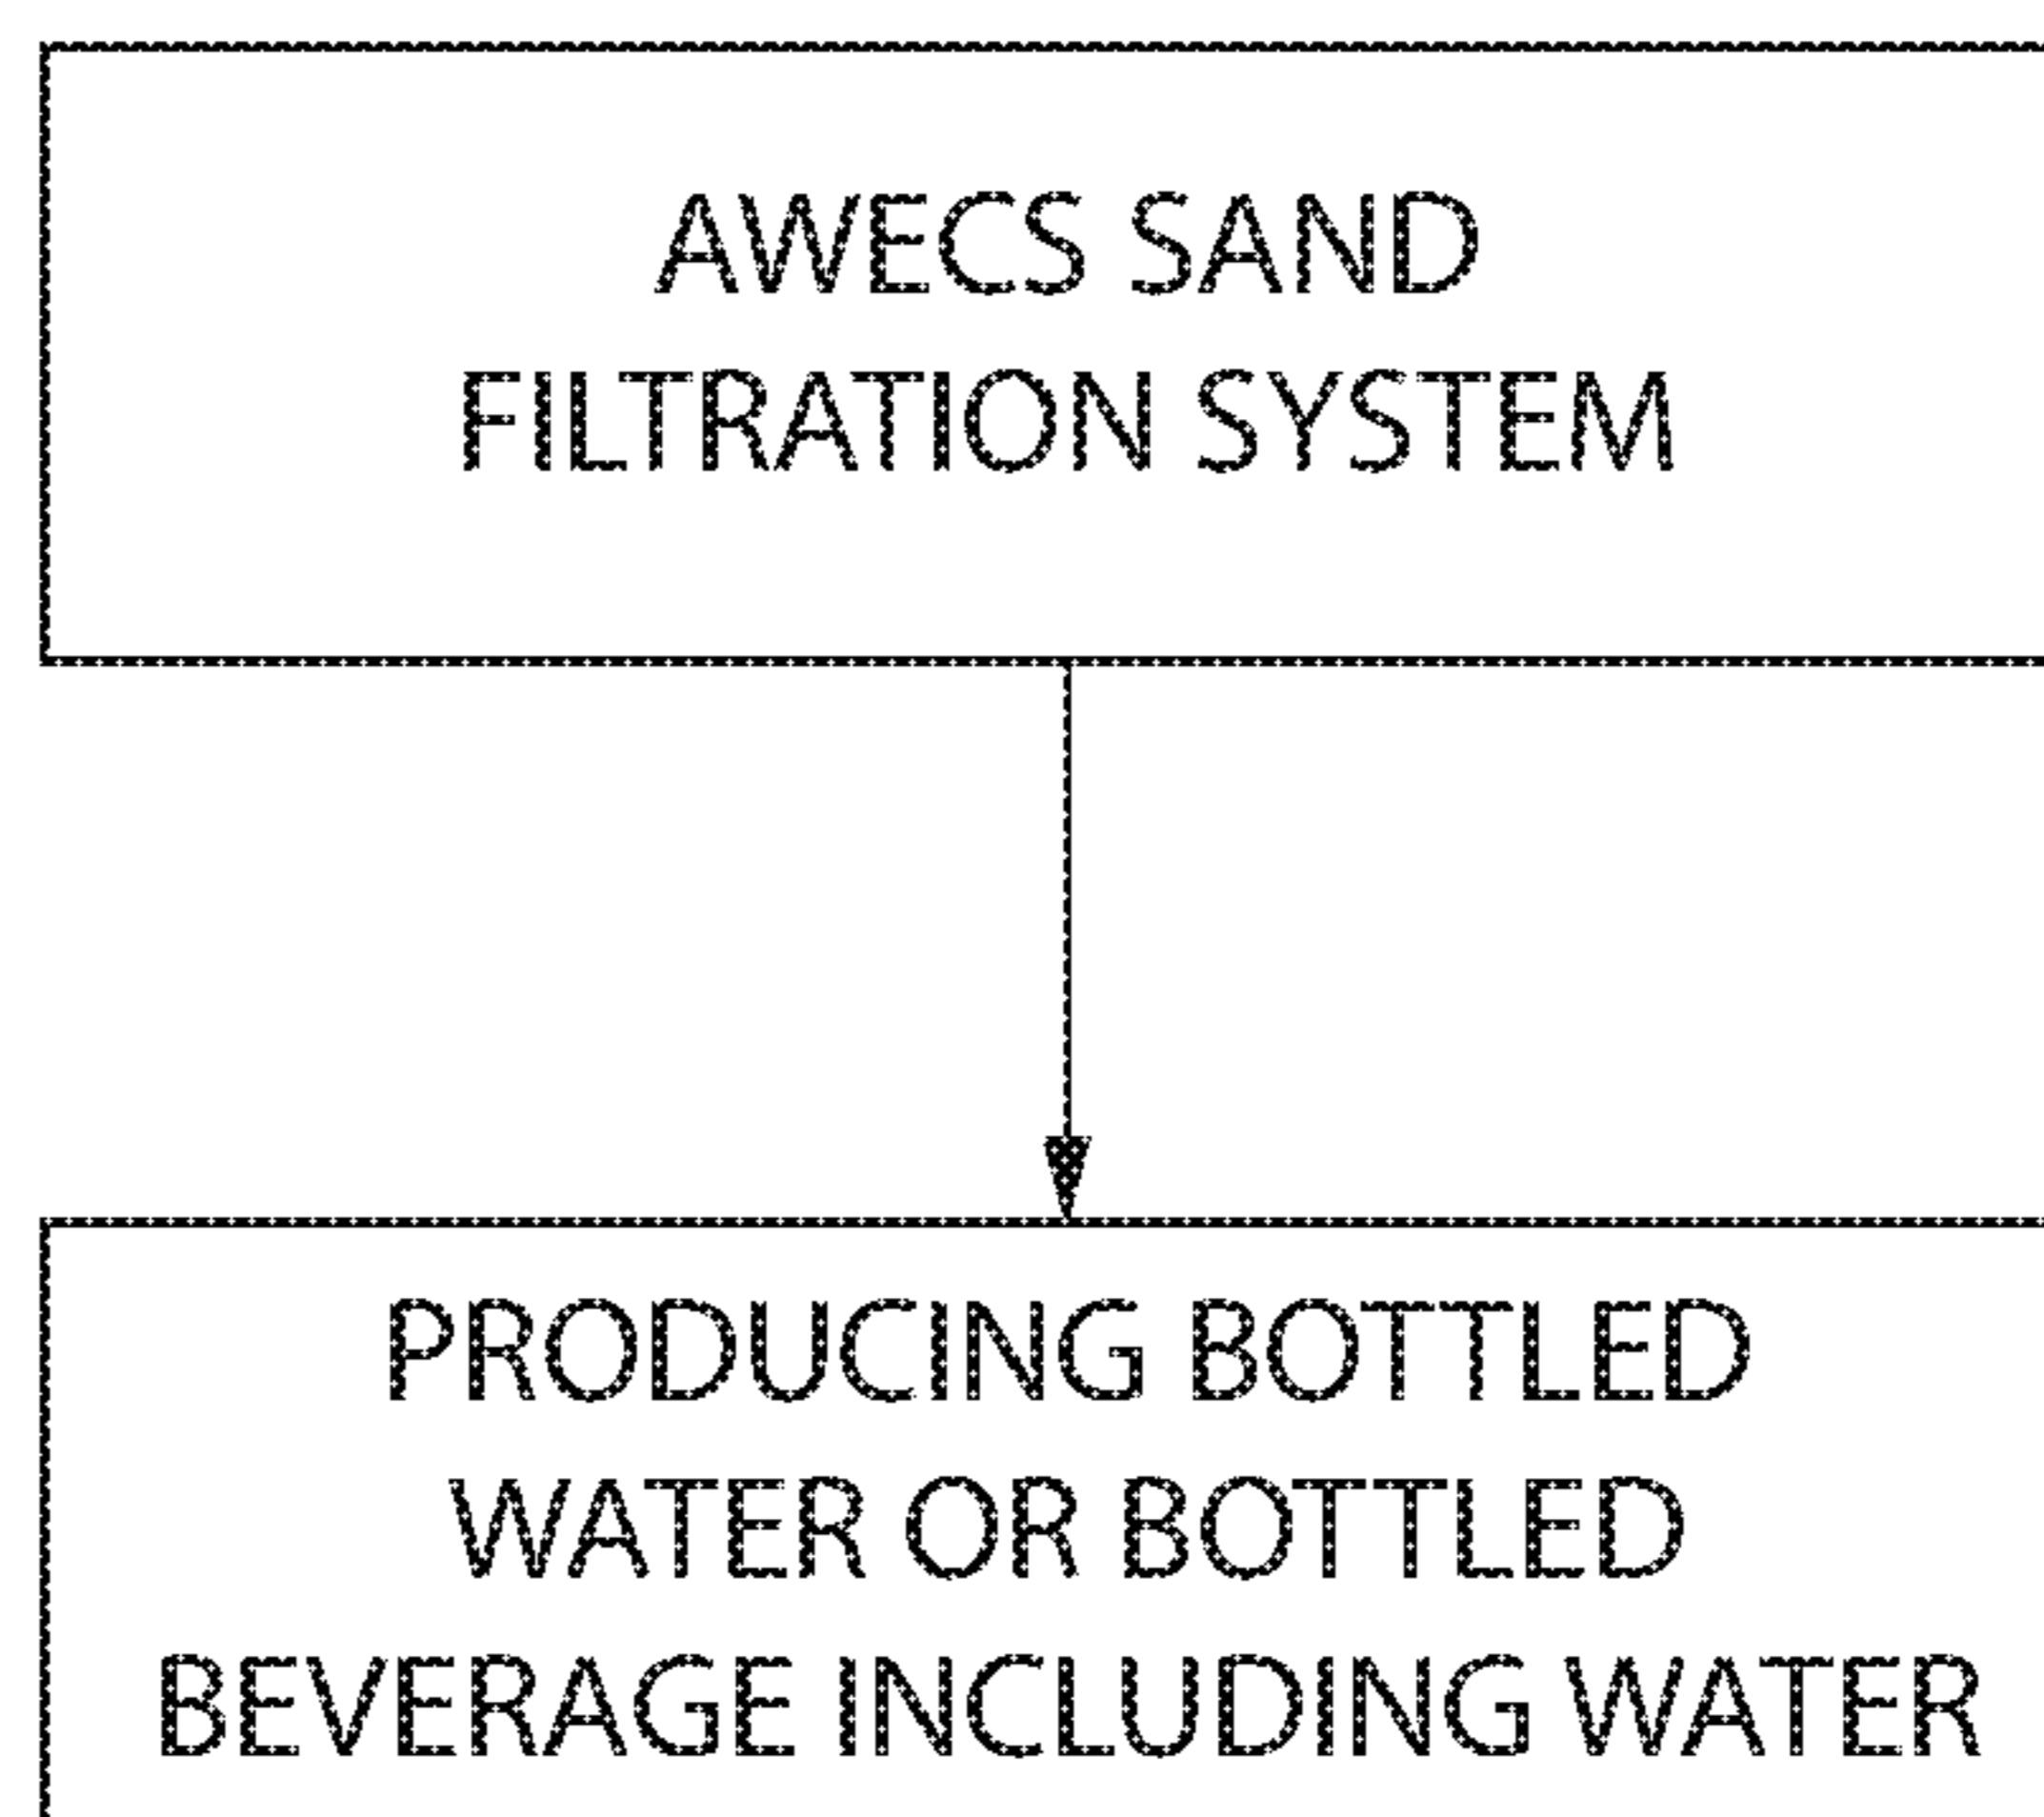 AWECS SAND
FILTRATION SYSTEM
PRODUCING BOTTLED
WATER OR BOTTLED
BEVERAGE INCLUDING WATER